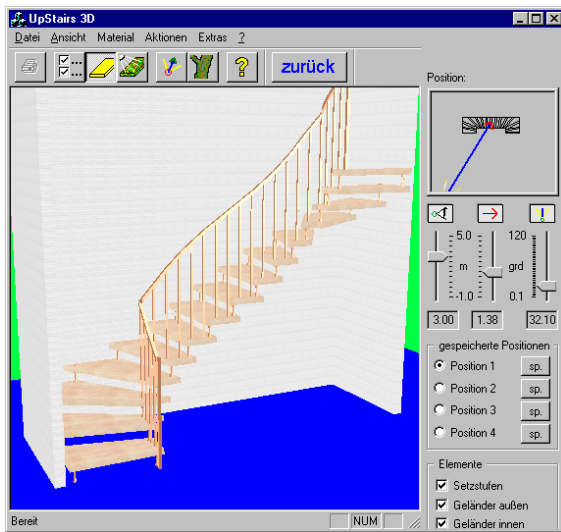 UpStairs 3D
Datei Ansicht Material Aktionen Extras ?
? zurück
Position:
5.0 120
m grd
-1.0 0.1
3.00 1.38 32.10
gespeicherte Positionen
Position 1 sp.
Position 2 sp.
Position 3 sp.
Position 4 sp.
Elemente
Setzstufen
Geländer außen
Geländer innen
Bereit NUM